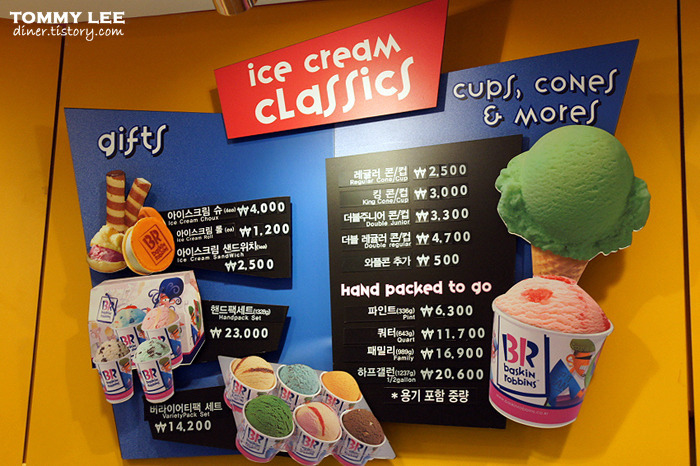 TOMMY LEE
diner.tistory.com
ice cream
classics
gifts
아이스크림 슈(4ea) ₩4,000
Ice Cream Choux
아이스크림 롤(1ea) ₩1,200
Ice Cream Roll
아이스크림 샌드위치(1ea)
Ice Cream Sandwich
₩2,500
핸드팩세트(1328g)
Handpack Set
₩23,000
버라이어티팩 세트
VarietyPack Set
₩14,200
cups, cones
& mores
레귤러 콘/컵 ₩2,500
Regular Cone/Cup
킹 콘/컵 ₩3,000
King Cone/Cup
더블주니어 콘/컵 ₩3,300
Double Junior
더블 레귤러 콘/컵 ₩4,700
Double regular
와플콘 추가 ₩500
Hand packed to go
파인트(336g) ₩6,300
Pint
쿼터(643g) ₩11,700
Quart
패밀리(989g) ₩16,900
Family
하프갤런(1237g) ₩20,600
1/2gallon
*용기 포함 중량
BR
BR
baskin
robbins
BR
BR
baskin
robbins